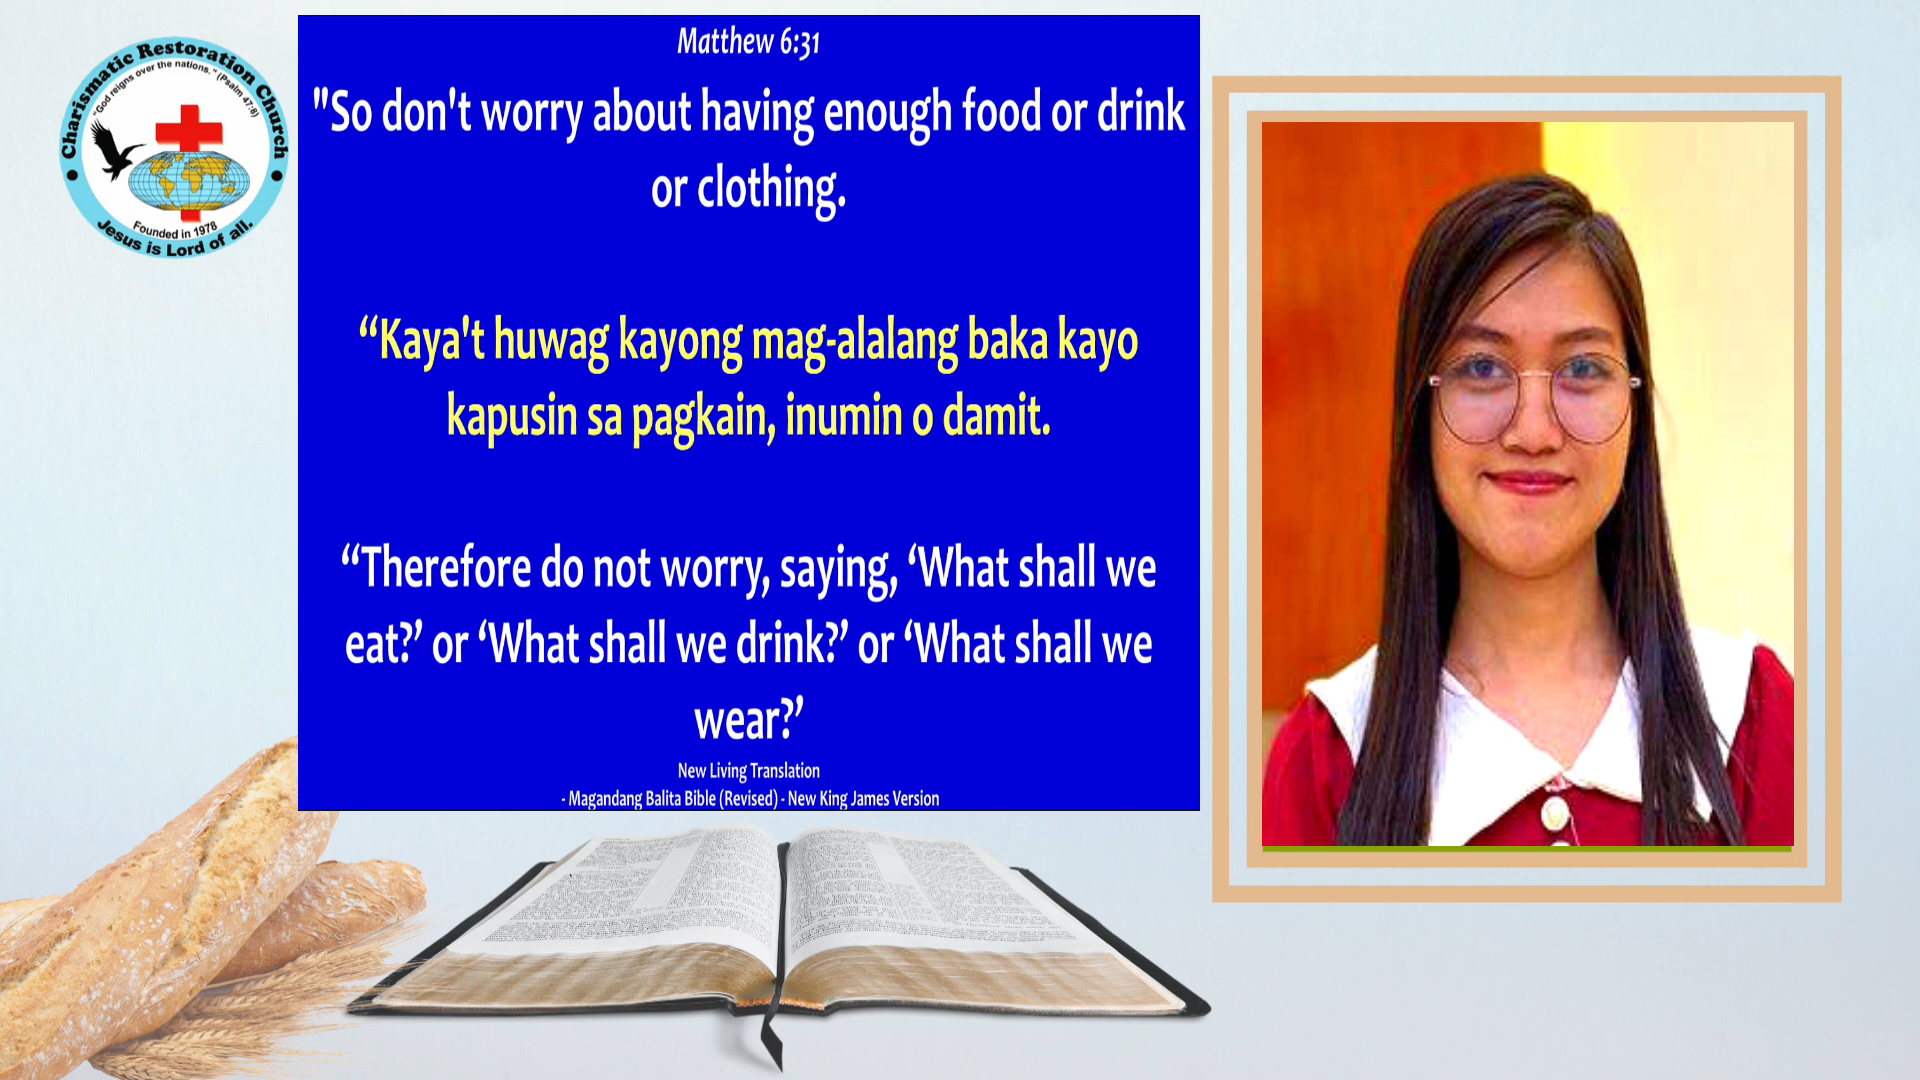 Charismatic Restoration Church
"God reigns over the nations." (Psalm 47:8)
Founded in 1978
Jesus is Lord of all.
Matthew 6:31
"So don't worry about having enough food or drink
or clothing.
“Kaya't huwag kayong mag-alalang baka kayo
kapusin sa pagkain, inumin o damit.
“Therefore do not worry, saying, ‘What shall we
eat?’ or ‘What shall we drink?’ or ‘What shall we
wear?’
New Living Translation
- Magandang Balita Bible (Revised) - New King James Version